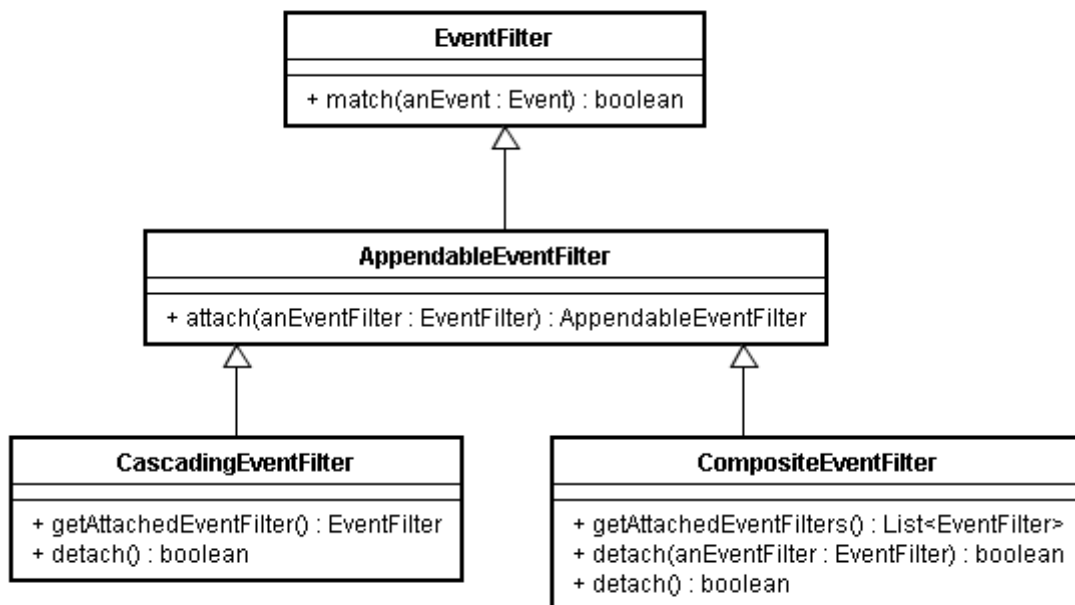 EventFilter
+ match(anEvent : Event) : boolean
AppendableEventFilter
+ attach(anEventFilter : EventFilter) : AppendableEventFilter
CascadingEventFilter
+ getAttachedEventFilter() : EventFilter
+ detach() : boolean
CompositeEventFilter
+ getAttachedEventFilters() : List<EventFilter>
+ detach(anEventFilter : EventFilter) : boolean
+ detach() : boolean